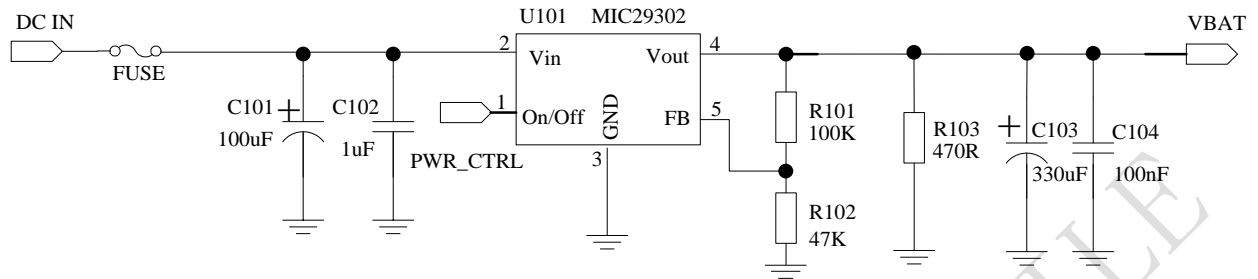 DC IN
FUSE
C101
100uF
C102
1uF
PWR_CTRL
U101 MIC29302
2
Vin
1
On/Off
GND
3
Vout
4
FB
5
R101
100K
R102
47K
R103
470R
C103
330uF
C104
100nF
VBAT